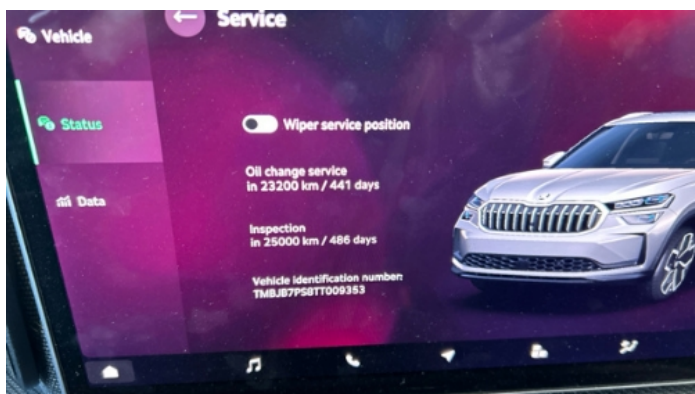 Service
Vehicle
Status
Wiper service position
Oil change service
in 23200 km / 441 days
Data
Inspection
in 25000 km / 486 days
Vehicle identification number:
TMBJB7PS8TT009353